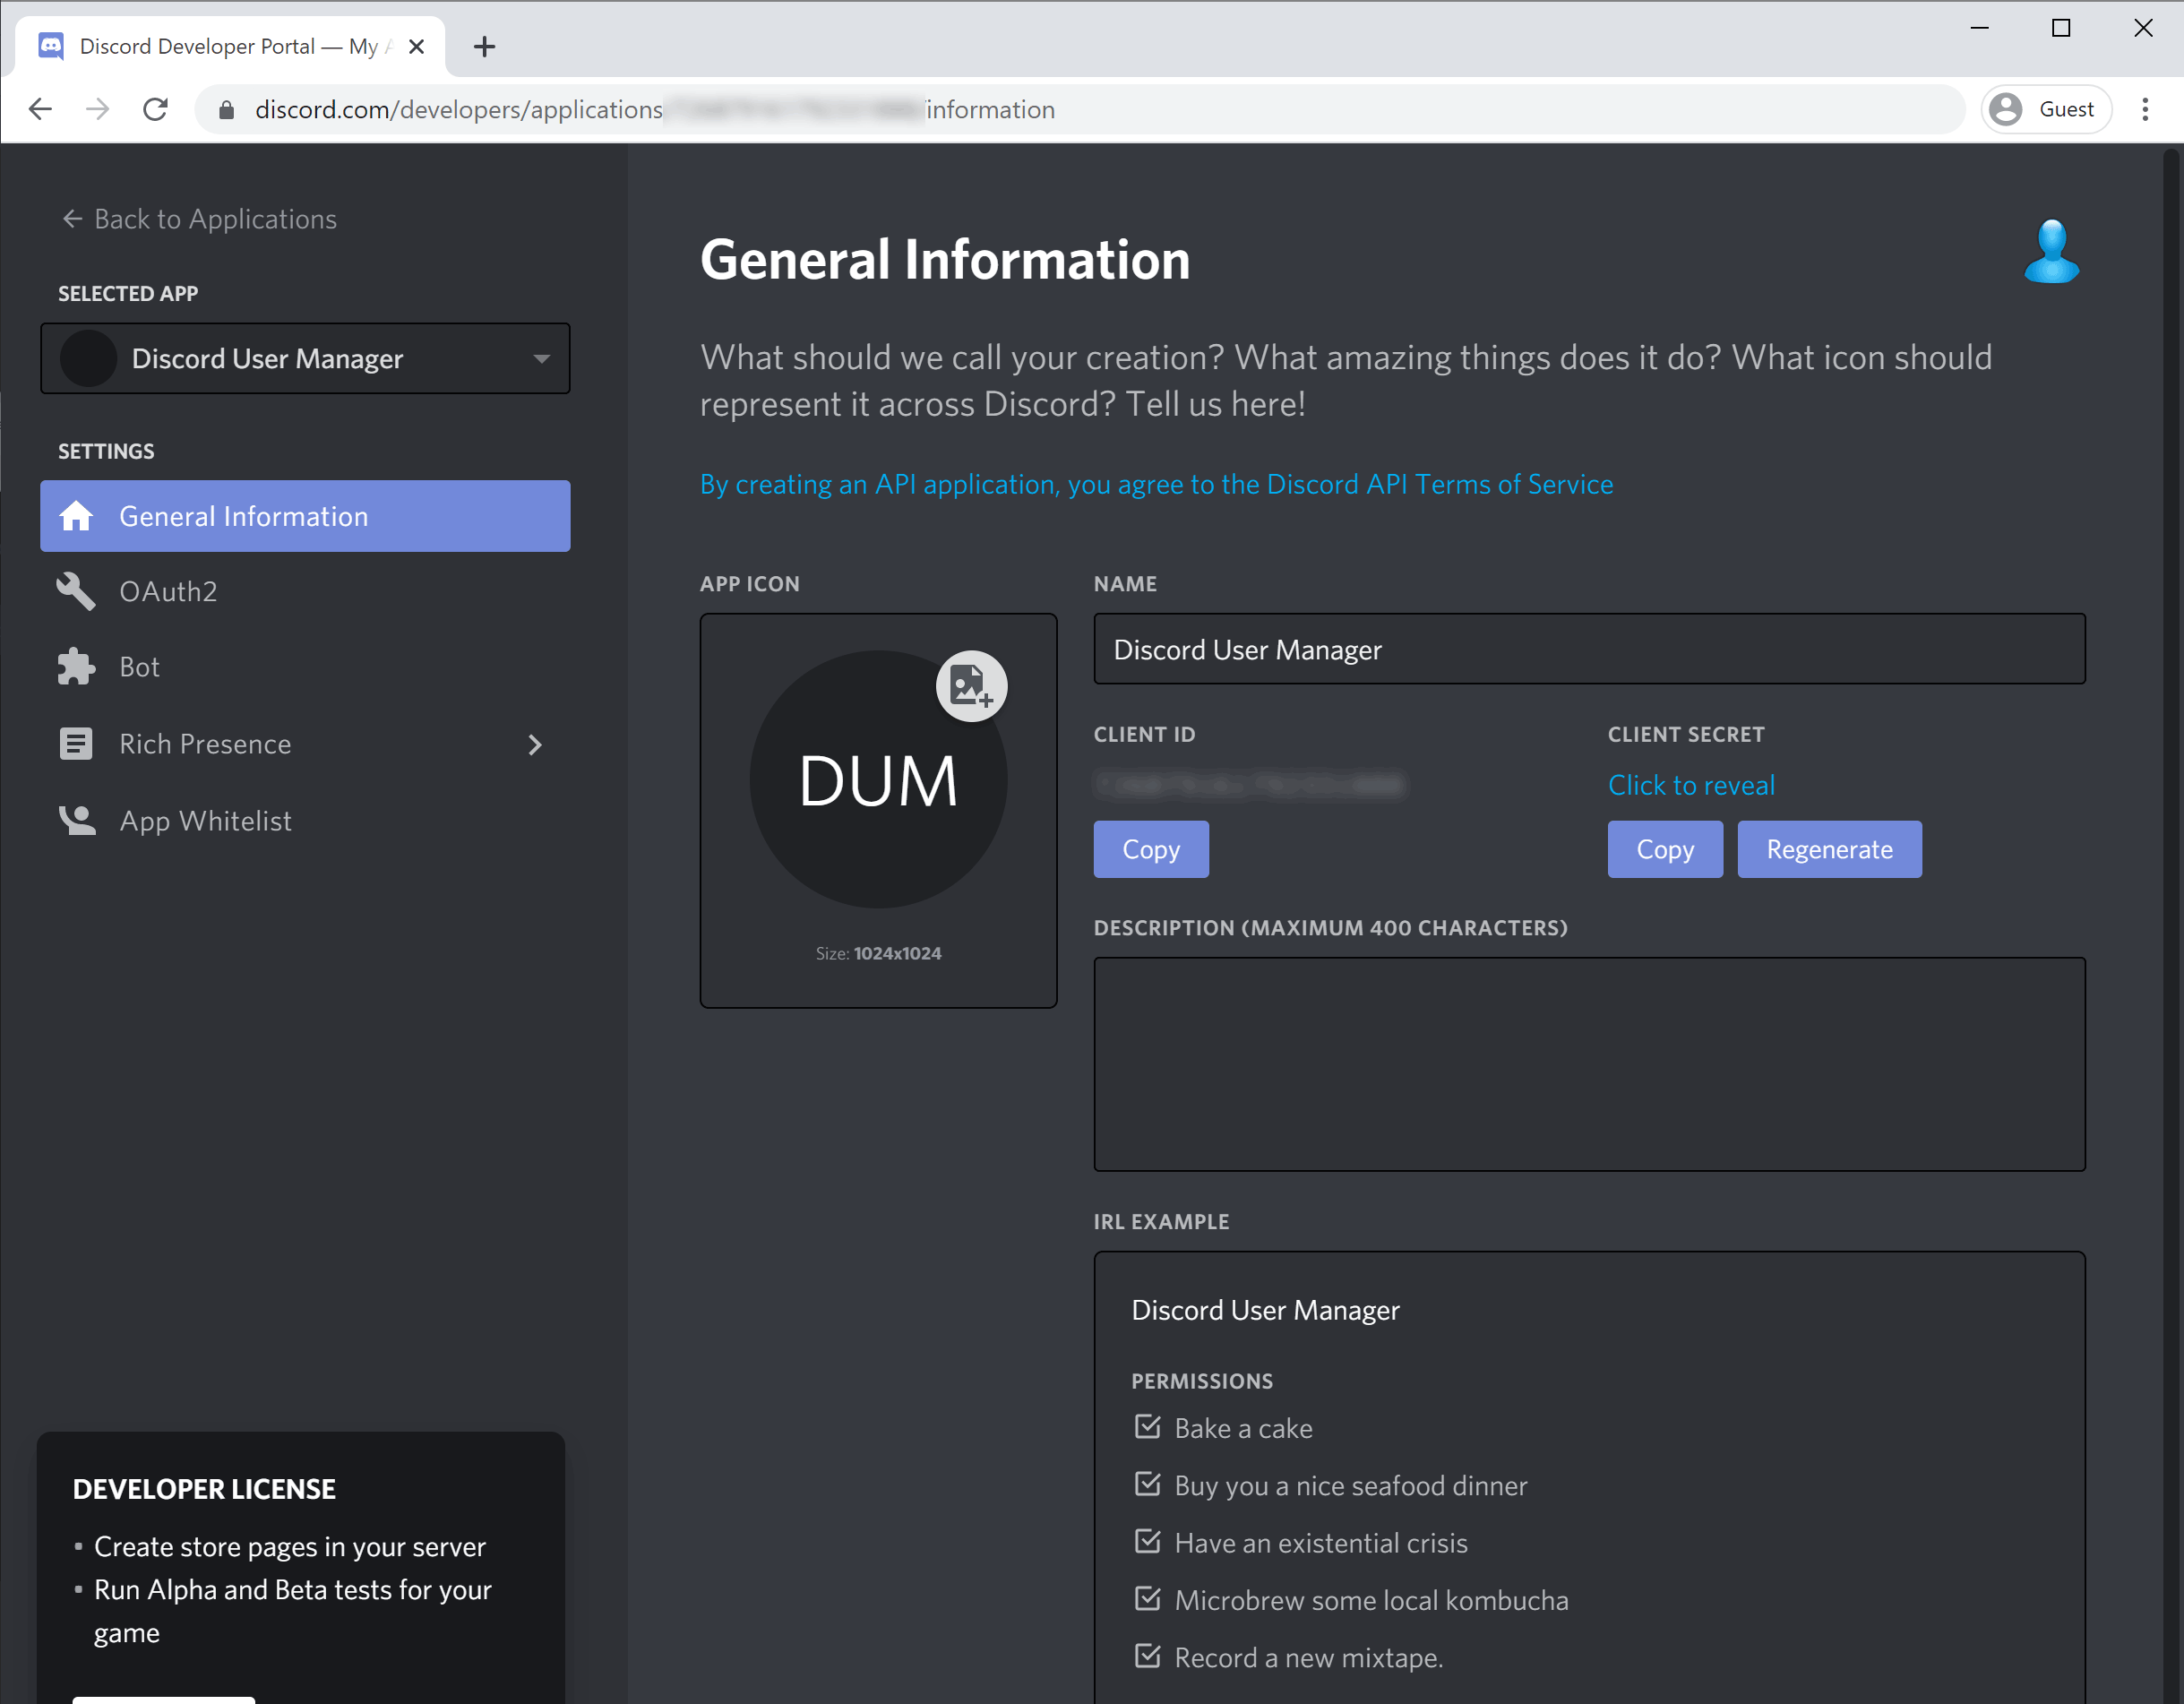 Discord Developer Portal — My
discord.com/developers/applications
/information
Guest
Back to Applications
SELECTED APP
Discord User Manager
SETTINGS
General Information
OAuth2
Bot
Rich Presence
App Whitelist
DEVELOPER LICENSE
• Create store pages in your server
• Run Alpha and Beta tests for your
game
General Information
What should we call your creation? What amazing things does it do? What icon should
represent it across Discord? Tell us here!
By creating an API application, you agree to the Discord API Terms of Service
APP ICON
DUM
Size: 1024x1024
NAME
Discord User Manager
CLIENT ID
Copy
CLIENT SECRET
Click to reveal
Copy
Regenerate
DESCRIPTION (MAXIMUM 400 CHARACTERS)
IRL EXAMPLE
Discord User Manager
PERMISSIONS
Bake a cake
Buy you a nice seafood dinner
Have an existential crisis
Microbrew some local kombucha
Record a new mixtape.